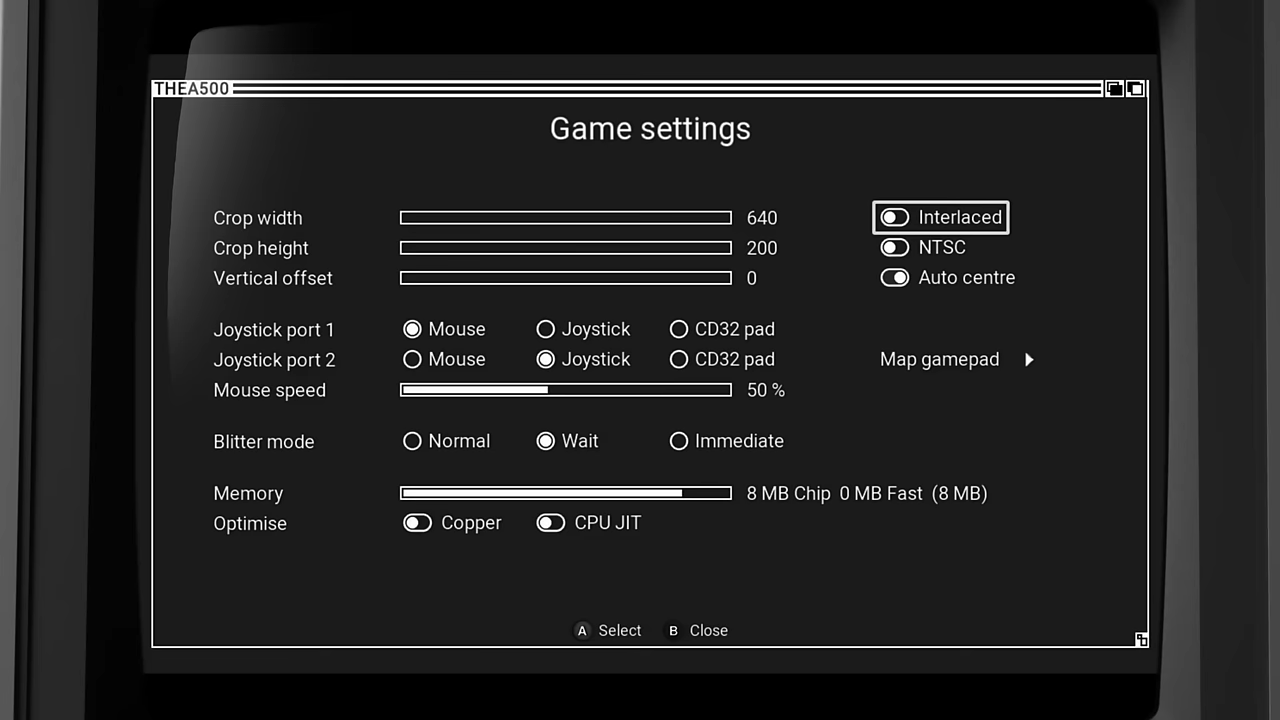 THEA500
Game settings
Crop width 640 Interlaced
Crop height 200 NTSC
Vertical offset 0 Auto centre
Joystick port 1 Mouse Joystick CD32 pad
Joystick port 2 Mouse Joystick CD32 pad Map gamepad
Mouse speed 50 %
Blitter mode Normal Wait Immediate
Memory 8 MB Chip 0 MB Fast (8 MB)
Optimise Copper CPU JIT
A Select B Close